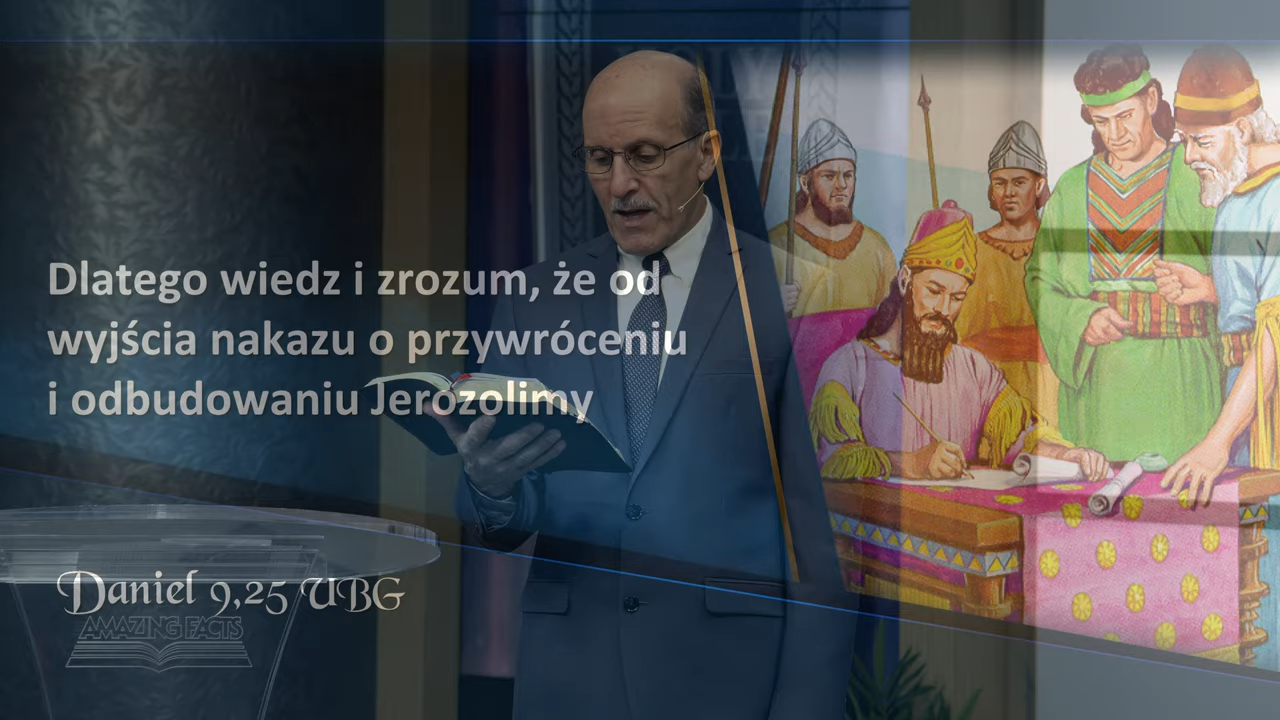 Dlatego wiedz i zrozum, że od
wyjścia nakazu o przywróceniu
i odbudowaniu Jerozolimy
Daniel 9,25 UBG
AMAZING FACTS